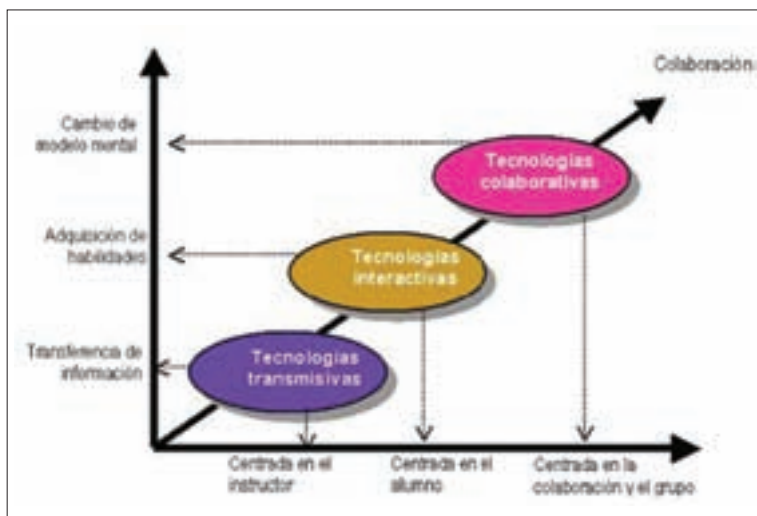 Colaboración
Cambio de
modelo mental
Tecnologías
colaborativas
Adquisición de
habilidades
Tecnologías
interactivas
Transferencia de
información
Tecnologías
transmisivas
Centrada en el
instructor
Centrada en el
alumno
Centrada en la
colaboración y el grupo